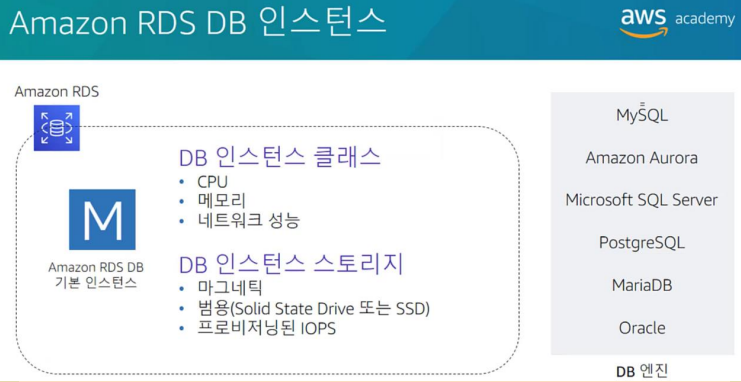 Amazon RDS DB 인스턴스
aws academy
Amazon RDS
DB 인스턴스 클래스
• CPU
• 메모리
• 네트워크 성능
M
Amazon RDS DB
기본 인스턴스
DB 인스턴스 스토리지
• 마그네틱
• 범용(Solid State Drive 또는 SSD)
• 프로비저닝된 IOPS
MySQL
Amazon Aurora
Microsoft SQL Server
PostgreSQL
MariaDB
Oracle
DB 엔진